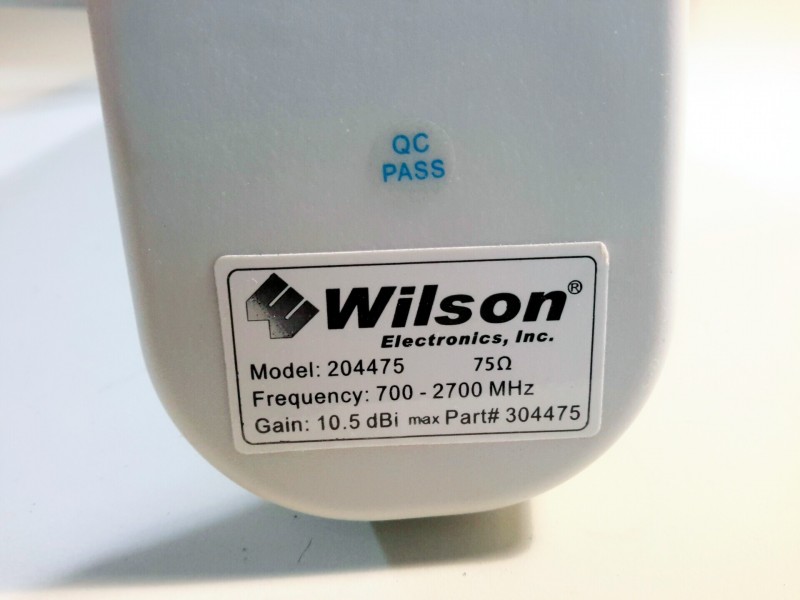 QC
PASS
Wilson®
Electronics, Inc.
Model: 204475 75Ω
Frequency: 700 - 2700 MHz
Gain: 10.5 dBi max Part# 304475